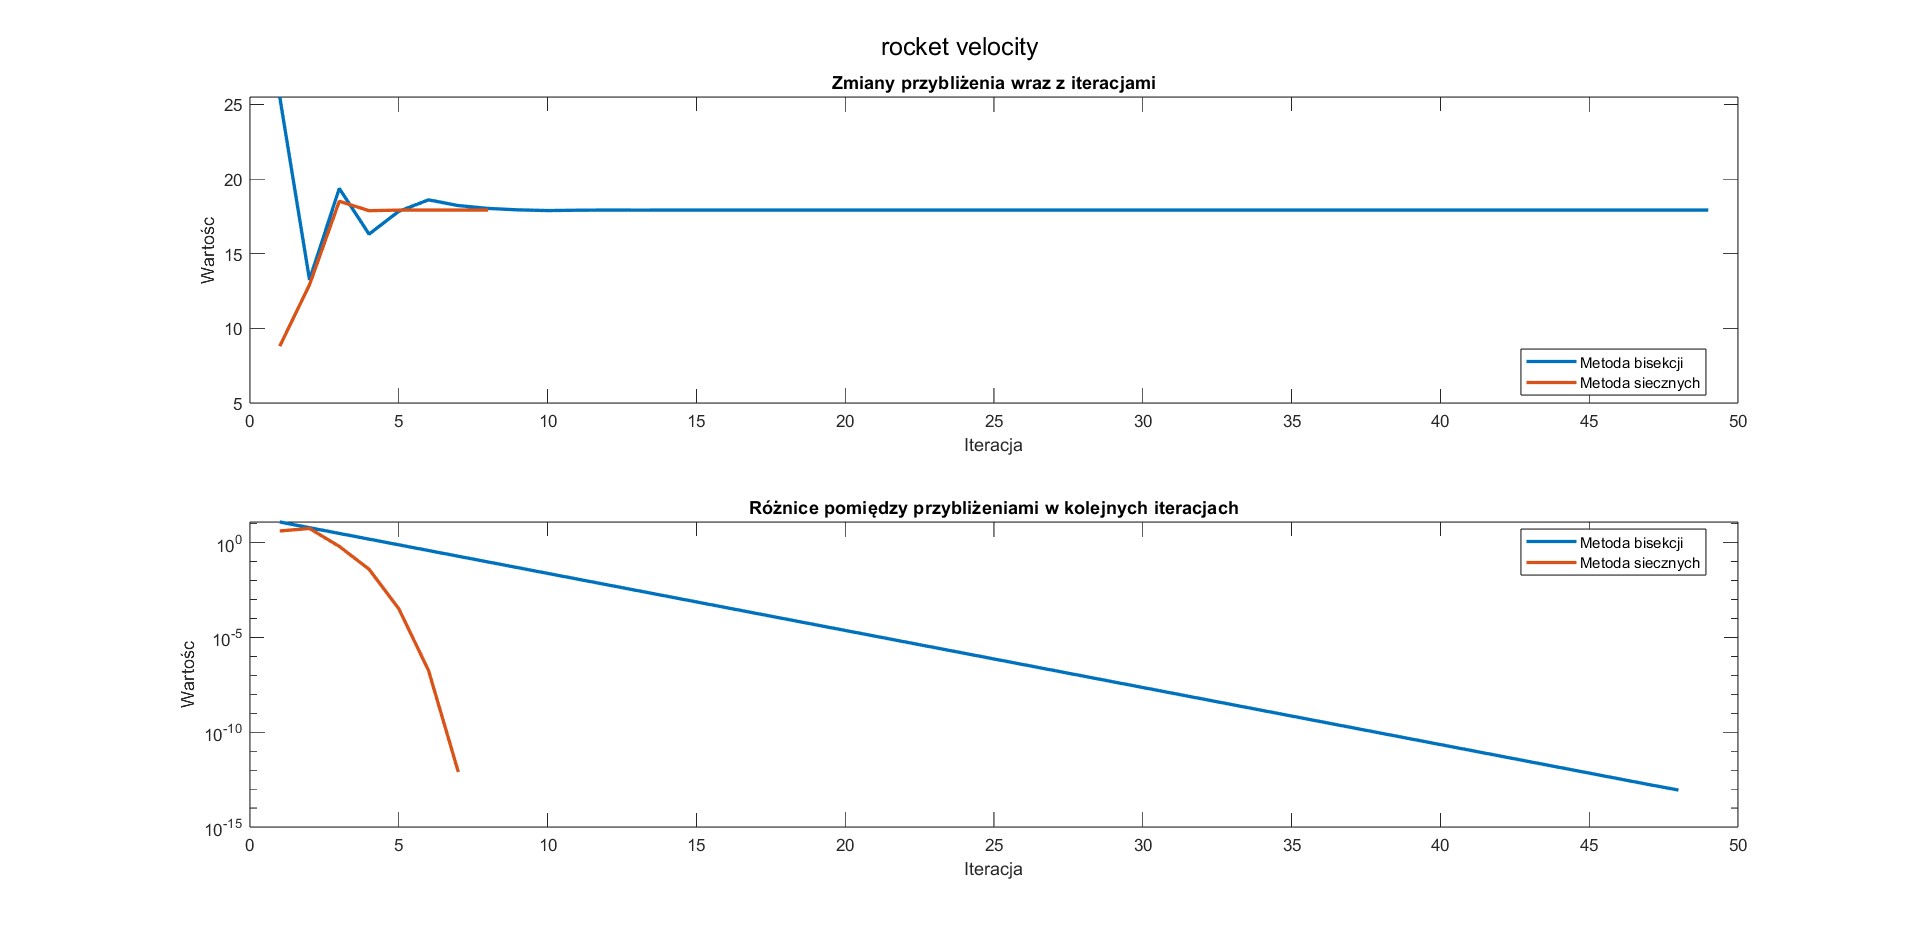 rocket velocity
Zmiany przybliżenia wraz z iteracjami
25
20
15
10
5
Wartośc
0 5 10 15 20 25 30 35 40 45 50
Iteracja
Metoda bisekcji
Metoda siecznych
Różnice pomiędzy przybliżeniami w kolejnych iteracjach
10^0
10^-5
10^-10
10^-15
Wartośc
0 5 10 15 20 25 30 35 40 45 50
Iteracja
Metoda bisekcji
Metoda siecznych